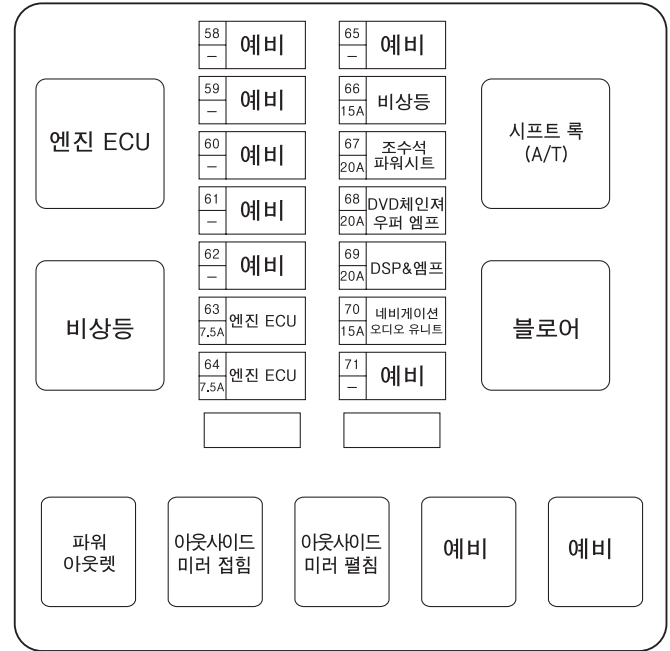 58
–
예비
65
–
예비
59
–
예비
66
15A
비상등
60
–
예비
67
20A
조수석
파워시트
61
–
예비
68
20A
DVD체인져
우퍼 엠프
62
–
예비
69
20A
DSP&엠프
63
7.5A
엔진 ECU
70
15A
네비게이션
오디오 유니트
64
7.5A
엔진 ECU
71
–
예비
엔진 ECU
시프트 록
(A/T)
비상등
블로어
파워
아웃렛
아웃사이드
미러 접힘
아웃사이드
미러 펼침
예비
예비